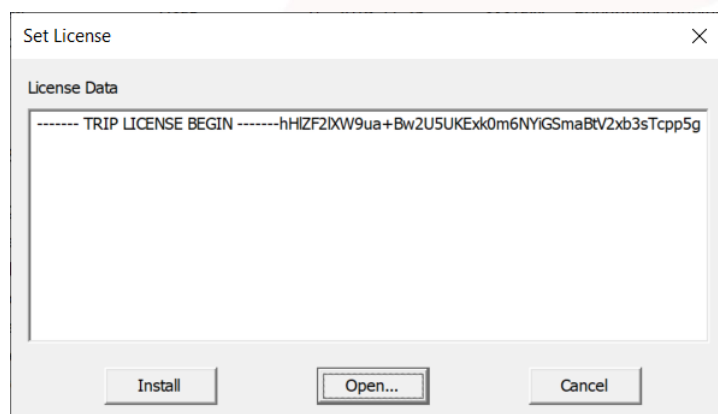 Set License
License Data
------- TRIP LICENSE BEGIN -------hHlZF2lXW9ua+Bw2U5UKExk0m6NYiGSmaBtV2xb3sTcpp5g
Install
Open...
Cancel